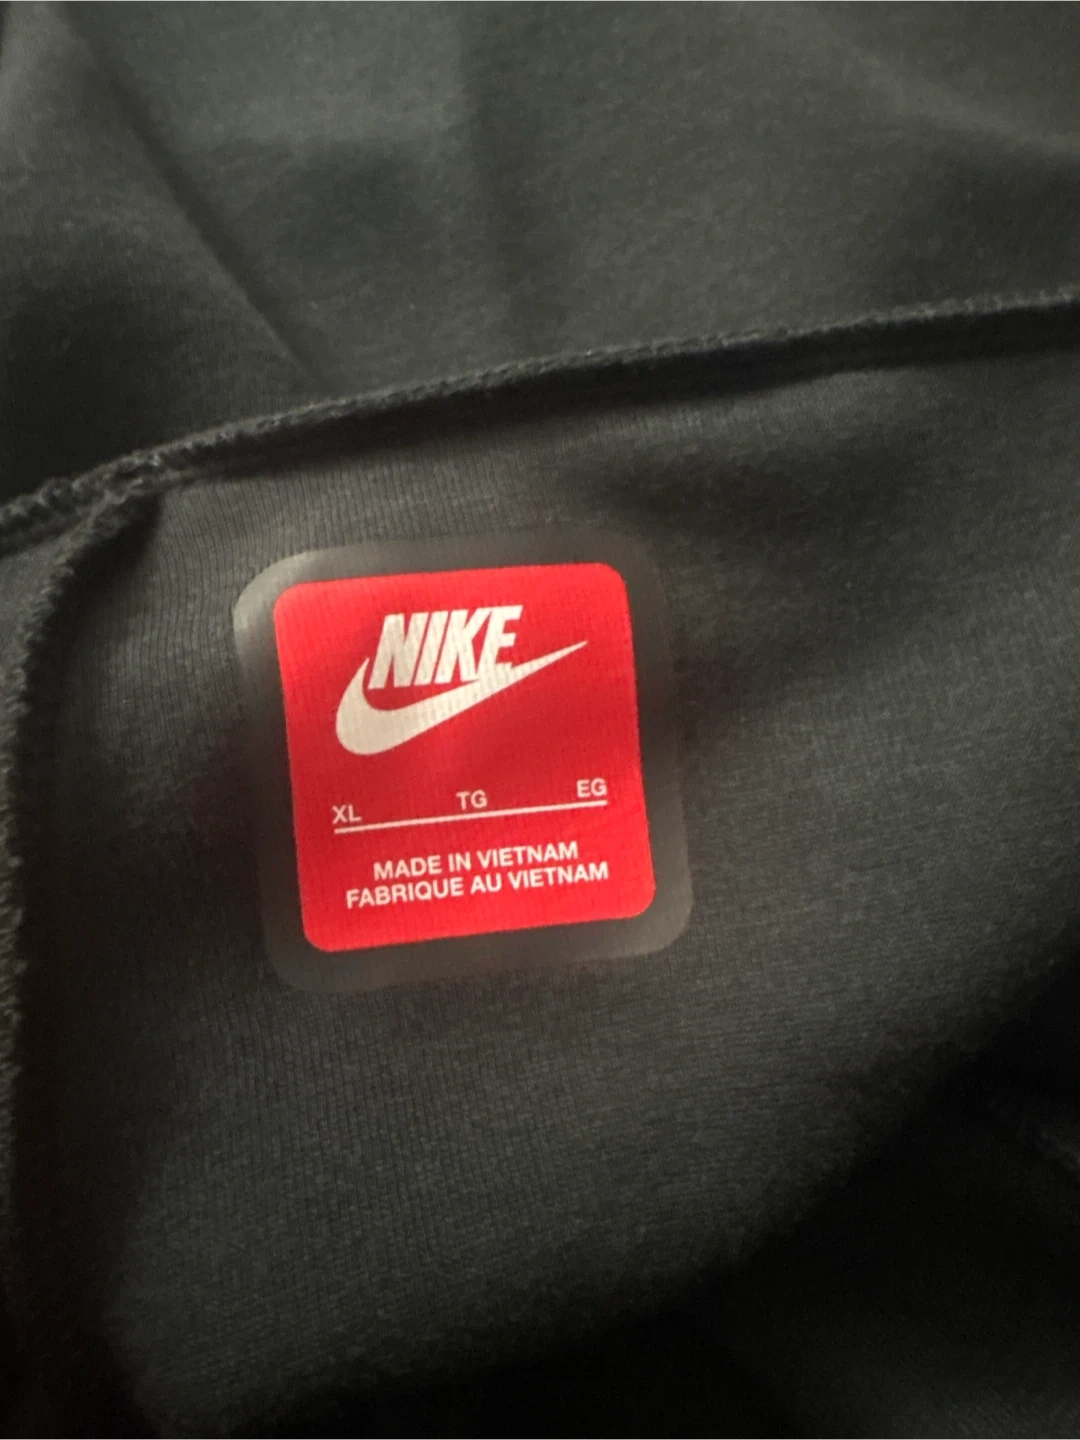 NIKE
XL TG EG
MADE IN VIETNAM
FABRIQUE AU VIETNAM